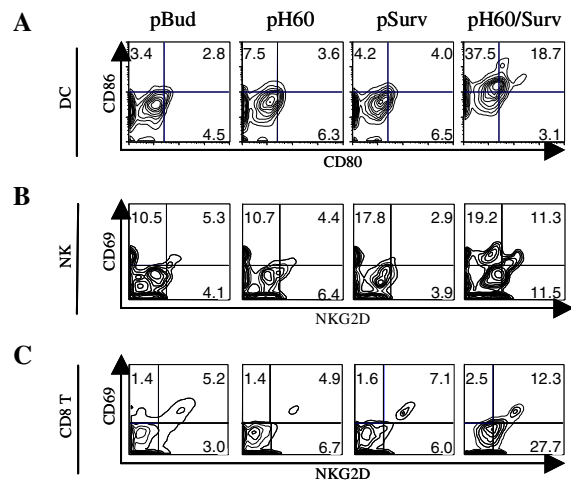 A
pBud pH60 pSurv pH60/Surv
DC
CD86
3.4 2.8 7.5 3.6 4.2 4.0 37.5 18.7
4.5 6.3 6.5 3.1
CD80
B
NK
CD69
10.5 5.3 10.7 4.4 17.8 2.9 19.2 11.3
4.1 6.4 3.9 11.5
NKG2D
C
CD8 T
CD69
1.4 5.2 1.4 4.9 1.6 7.1 2.5 12.3
3.0 6.7 6.0 27.7
NKG2D